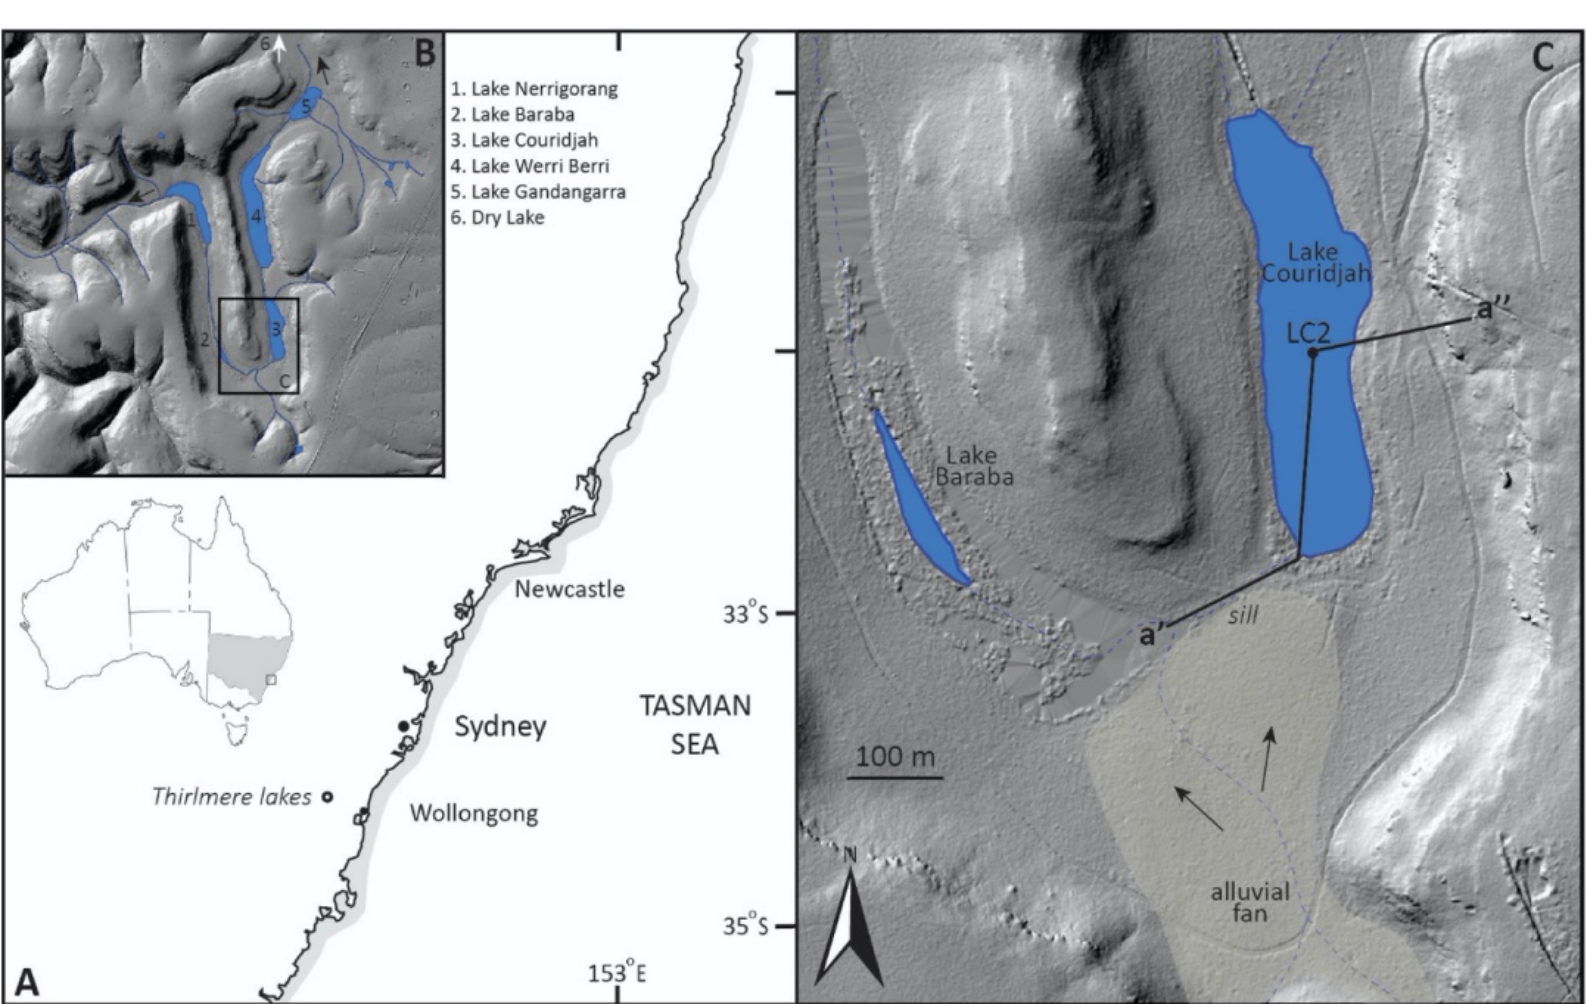 6
B
5
4
1
3
2
C
1. Lake Nerrigorang
2. Lake Baraba
3. Lake Couridjah
4. Lake Werri Berri
5. Lake Gandangarra
6. Dry Lake
Newcastle
33°S
TASMAN
SEA
Sydney
Thirlmere lakes
Wollongong
35°S
153°E
A
C
Lake
Couridjah
a''
LC2
Lake
Baraba
a'
sill
100 m
N
alluvial
fan